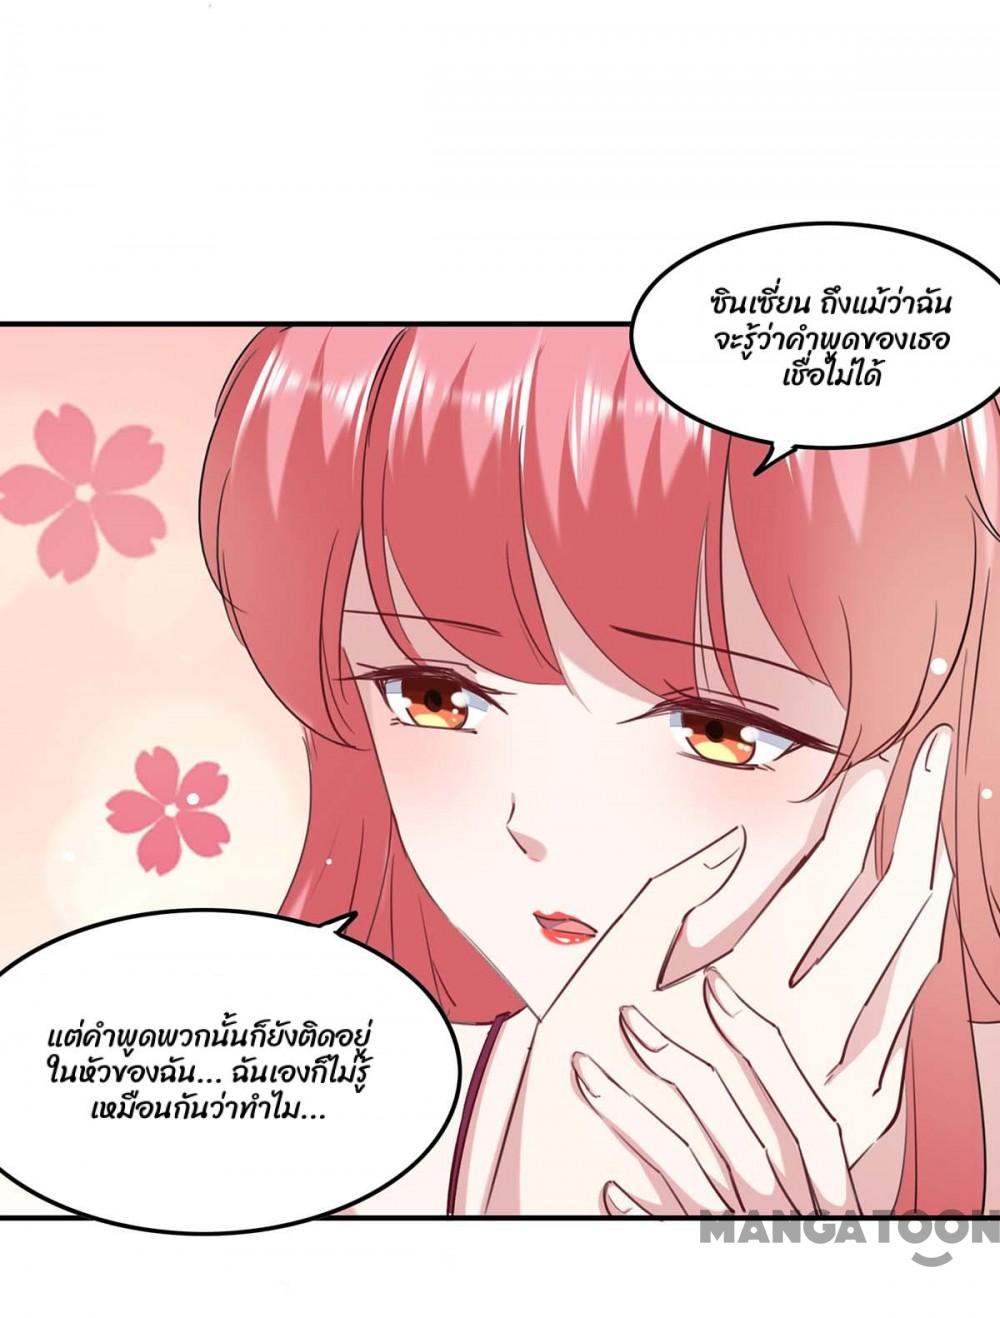 ซินเซี่ยน ถึงแม้ว่าฉัน
จะรู้ว่าคำพูดของเธอ
เชื่อไม่ได้
แต่คำพูดพวกนั้นก็ยังติดอยู่
ในหัวของฉัน... ฉันเองก็ไม่รู้
เหมือนกันว่าทำไม...
MANGATOON